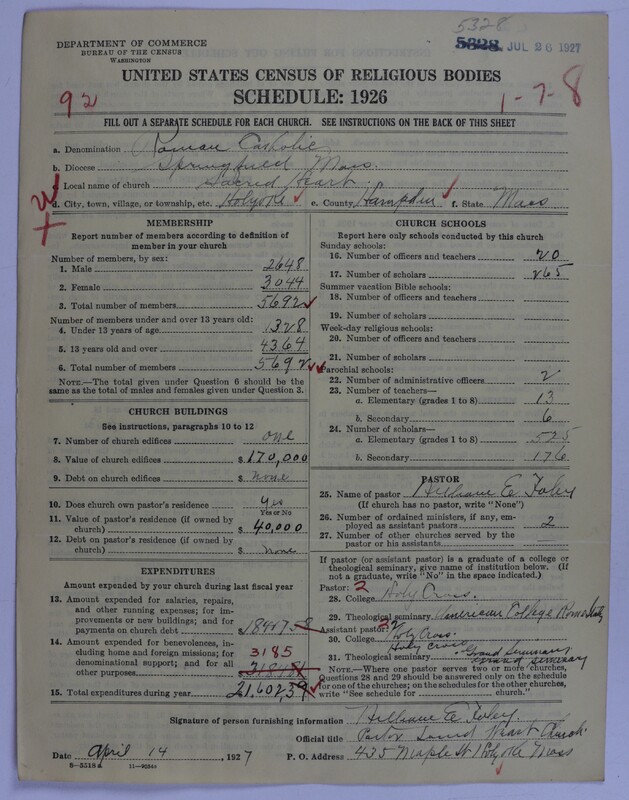 5328
DEPARTMENT OF COMMERCE
BUREAU OF THE CENSUS
WASHINGTON
5328 JUL 26 1927
UNITED STATES CENSUS OF RELIGIOUS BODIES
SCHEDULE: 1926
92
1-7-8
FILL OUT A SEPARATE SCHEDULE FOR EACH CHURCH. SEE INSTRUCTIONS ON THE BACK OF THIS SHEET
a. Denomination Roman Catholic
b. Diocese Springfield Mass.
c. Local name of church Sacred Heart
d. City, town, village, or township, etc. Holyoke e. County Hampden f. State Mass
MEMBERSHIP
Report number of members according to definition of
member in your church
Number of members, by sex:
1. Male 2648
2. Female 3044
3. Total number of members 5692
Number of members under and over 13 years old:
4. Under 13 years of age 1328
5. 13 years old and over 4364
6. Total number of members 5692
NOTE.—The total given under Question 6 should be the
same as the total of males and females given under Question 3.
CHURCH BUILDINGS
See instructions, paragraphs 10 to 12
7. Number of church edifices one
8. Value of church edifices $170,000
9. Debt on church edifices $ none
10. Does church own pastor's residence yes
Yes or No
11. Value of pastor's residence (if owned by
church) $ 40,000
12. Debt on pastor's residence (if owned by
church) $ none
EXPENDITURES
Amount expended by your church during last fiscal year
13. Amount expended for salaries, repairs,
and other running expenses; for im-
provements or new buildings; and for
payments on church debt $18417
14. Amount expended for benevolences, in-
cluding home and foreign missions; for
denominational support; and for all
other purposes 3185
15. Total expenditures during year 21,602
CHURCH SCHOOLS
Report here only schools conducted by this church
Sunday schools:
16. Number of officers and teachers 20
17. Number of scholars 265
Summer vacation Bible schools:
18. Number of officers and teachers
19. Number of scholars
Week-day religious schools:
20. Number of officers and teachers
21. Number of scholars
Parochial schools:
22. Number of administrative officers 2
23. Number of teachers—
a. Elementary (grades 1 to 8) 13
b. Secondary 6
24. Number of scholars—
a. Elementary (grades 1 to 8) 525
b. Secondary 176
PASTOR
25. Name of pastor William E Foley
(If church has no pastor, write "None")
26. Number of ordained ministers, if any, em-
ployed as assistant pastors 2
27. Number of other churches served by the
pastor or his assistants
If pastor (or assistant pastor) is a graduate of a college or
theological seminary, give name of institution below. (If
not a graduate, write "No" in the space indicated.)
Pastor: 2
28. College Holy Cross.
29. Theological seminary American College Rome Italy
Assistant pastor: 22
30. College Holy Cross.
Holy Cross
31. Theological seminary Grand Seminary
Grand Seminary
NOTE.—Where one pastor serves two or more churches,
Questions 28 and 29 should be answered only on the schedule
for one of the churches; on the schedules for the other churches,
write "See schedule for church."
Signature of person furnishing information William E Foley.
Official title Pastor Sacred Heart Church
Date April 14, 1927 P. O. Address 435 Maple St Holyoke Mass
11-9584